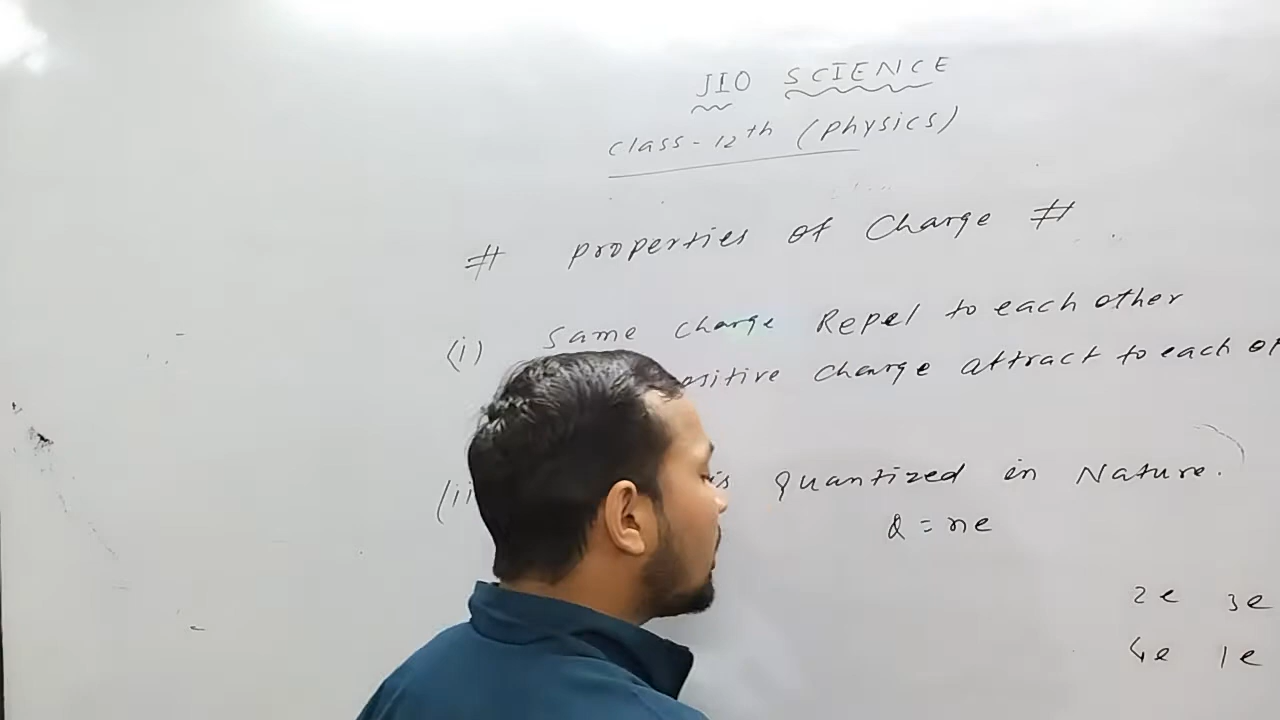 JIO SCIENCE
class-12th (physics)
# properties of Charge #
(i) Same charge Repel to each other
ositive charge attract to each
(ii is quantized in Nature.
Q = ne
2e 3e
4e 1e